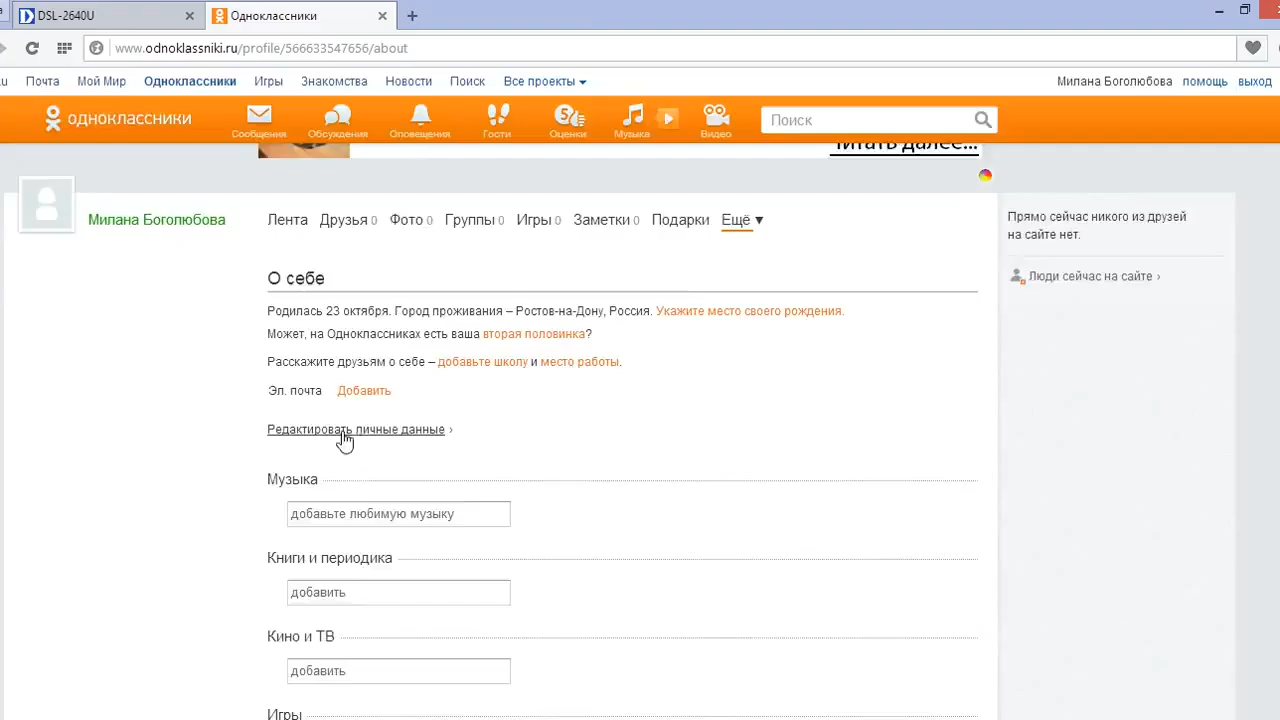 DSL-2640U
Одноклассники
www.odnoklassniki.ru/profile/566633547656/about
u Почта Мой Мир Одноклассники Игры Знакомства Новости Поиск Все проекты Милана Боголюбова помощь выход
одноклассники Сообщения Обсуждения Оповещения Гости Оценки Музыка Видео Поиск
5+
Читать далее...
Милана Боголюбова Лента Друзья 0 Фото 0 Группы 0 Игры 0 Заметки 0 Подарки Ещё
Прямо сейчас никого из друзей
на сайте нет.
Люди сейчас на сайте ›
О себе
Родилась 23 октября. Город проживания – Ростов-на-Дону, Россия. Укажите место своего рождения.
Может, на Одноклассниках есть ваша вторая половинка?
Расскажите друзьям о себе – добавьте школу и место работы.
Эл. почта Добавить
Редактировать личные данные ›
Музыка
добавьте любимую музыку
Книги и периодика
добавить
Кино и ТВ
добавить
Игры